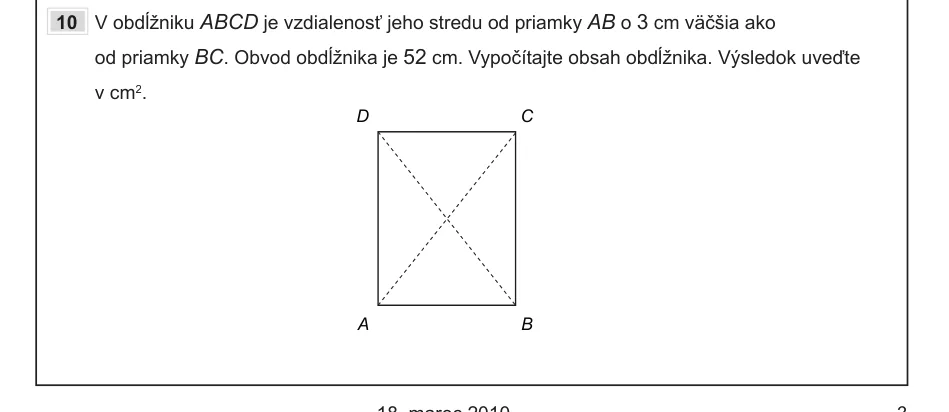 10 V obdĺžniku ABCD je vzdialenosť jeho stredu od priamky AB o 3 cm väčšia ako
od priamky BC. Obvod obdĺžnika je 52 cm. Vypočítajte obsah obdĺžnika. Výsledok uveďte
v cm².
D C
A B